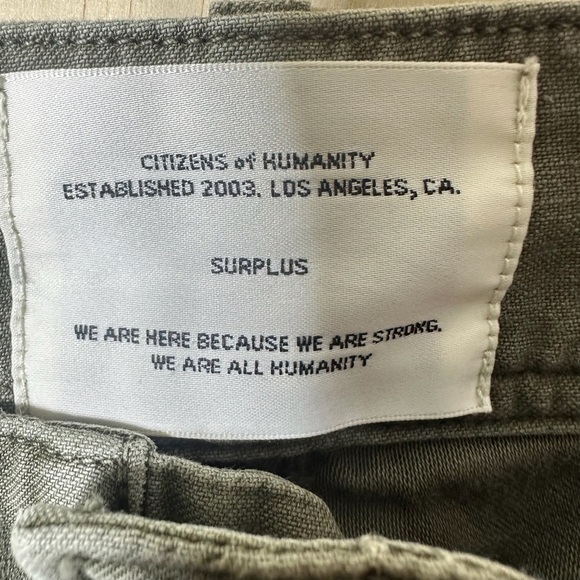 CITIZENS of HUMANITY
ESTABLISHED 2003. LOS ANGELES, CA.
SURPLUS
WE ARE HERE BECAUSE WE ARE STRONG.
WE ARE ALL HUMANITY